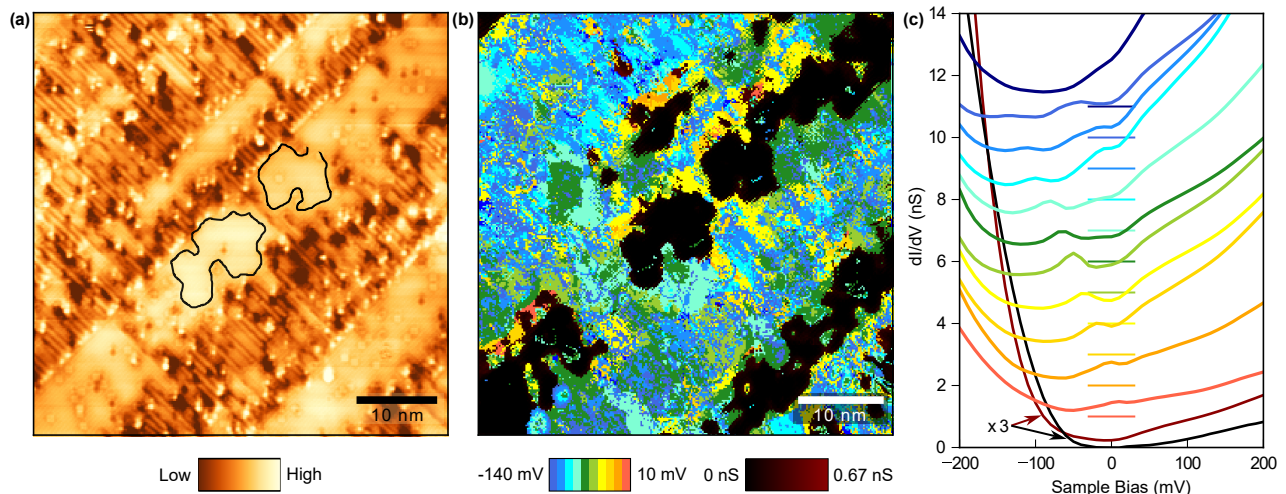 (a)
10 nm
Low
High
(b)
10 nm
-140 mV
10 mV
0 nS
0.67 nS
(c)
14
12
10
8
6
4
2
0
dI/dV (nS)
x 3
−200
−100
0
100
200
Sample Bias (mV)